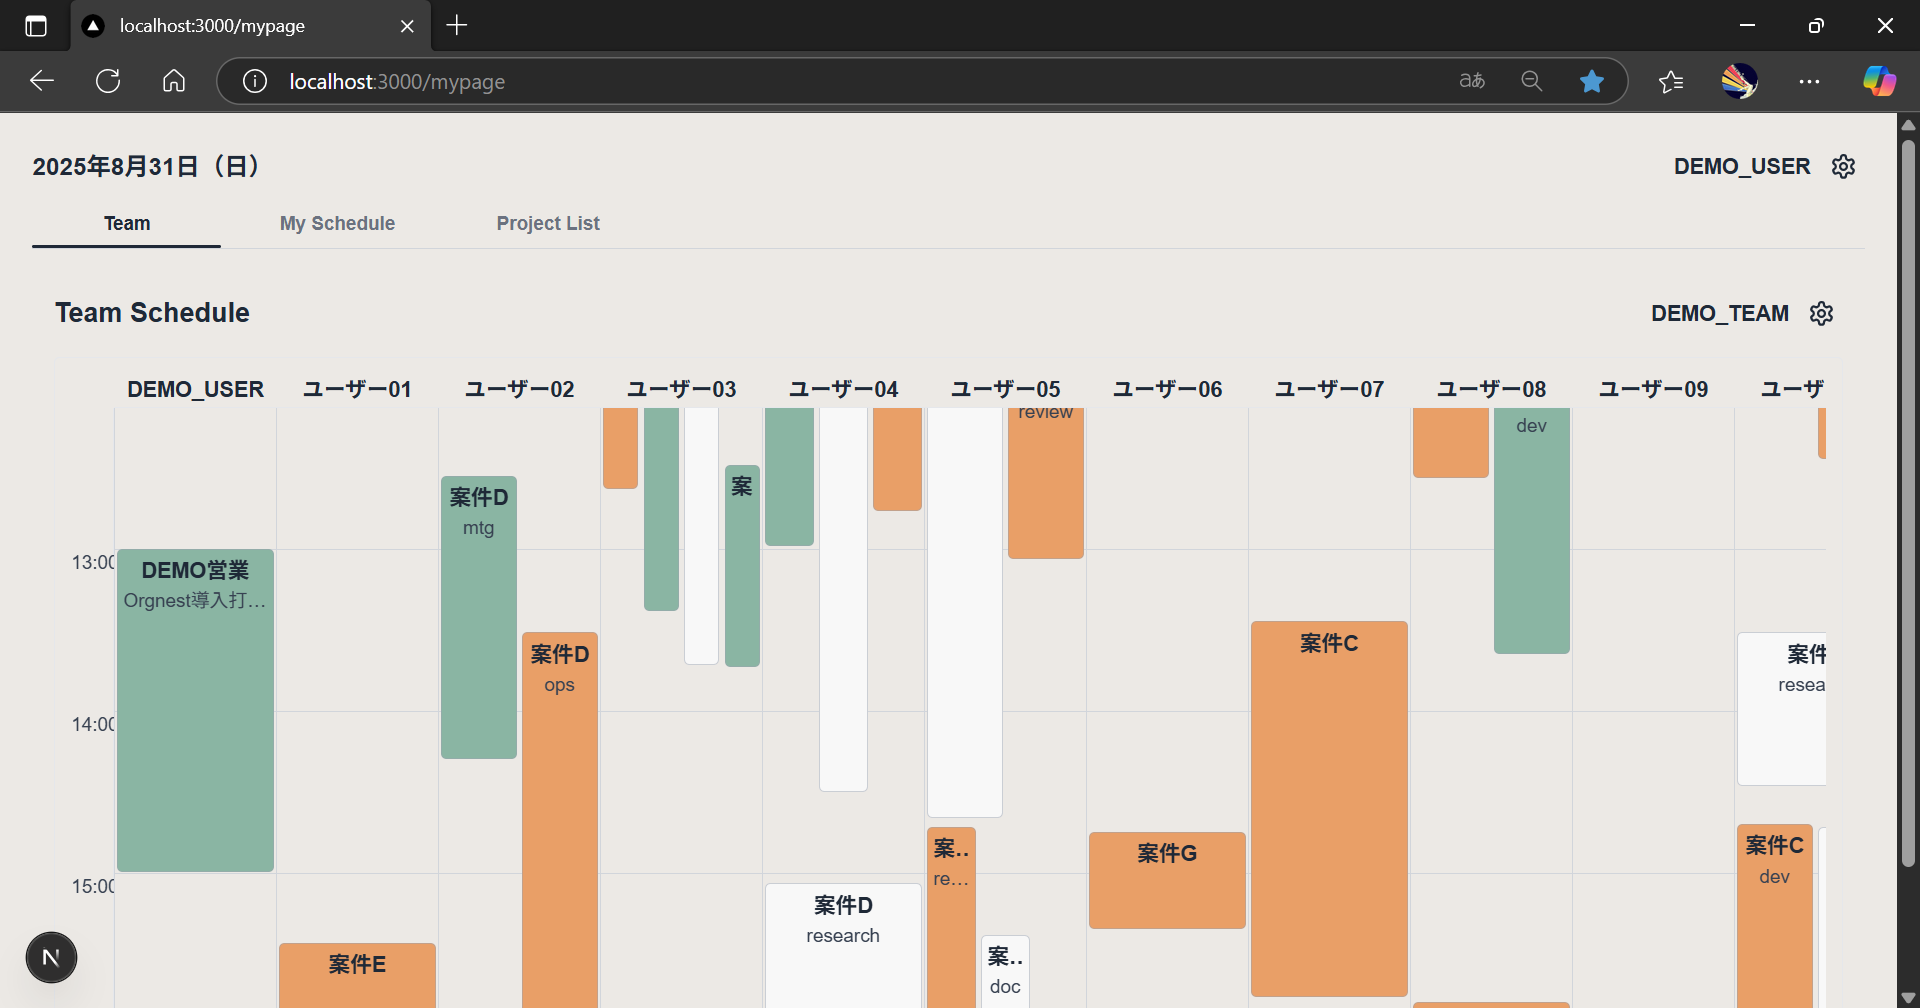 localhost:3000/mypage
localhost:3000/mypage
aあ
2025年8月31日（日）
DEMO_USER
Team
My Schedule
Project List
Team Schedule
DEMO_TEAM
DEMO_USER
ユーザー01
ユーザー02
ユーザー03
ユーザー04
ユーザー05
ユーザー06
ユーザー07
ユーザー08
ユーザー09
ユーザ
review
dev
案件D
mtg
案
13:00
DEMO営業
Orgnest導入打…
案件D
ops
案件C
案件
resea
14:00
案件G
案..
re…
案件C
dev
15:00
案件D
research
案..
doc
案件E
N